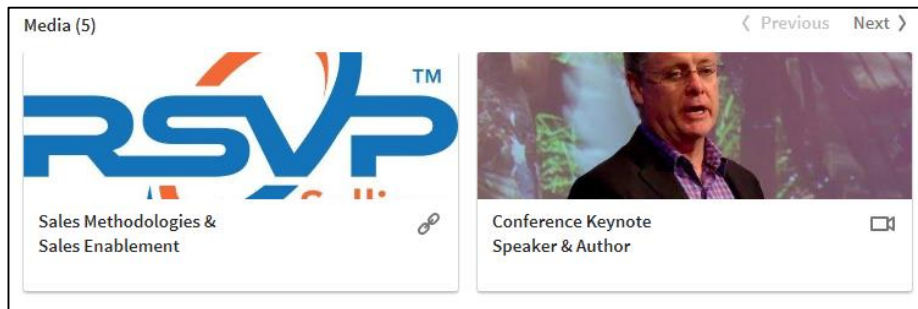 Media (5)
Previous Next
RSVP TM
Sales Methodologies &
Sales Enablement
Conference Keynote
Speaker & Author